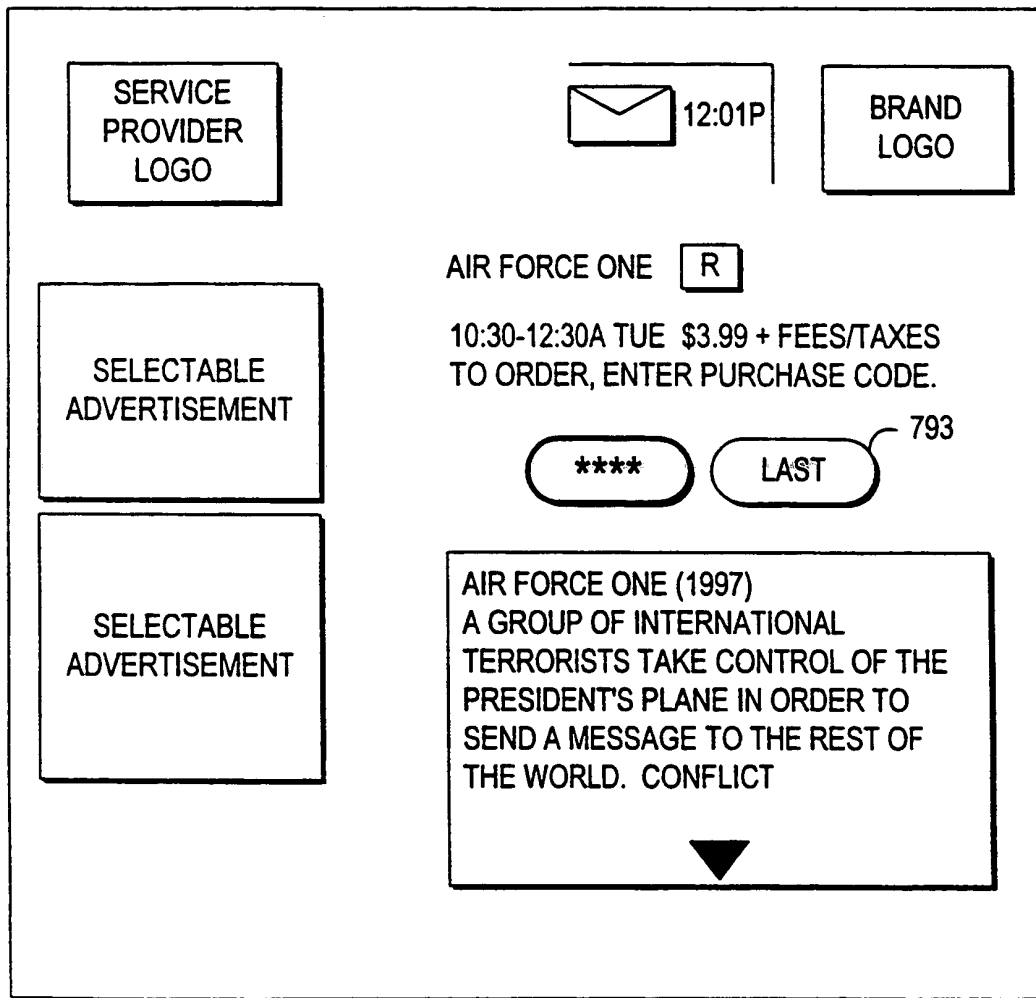 SERVICE
PROVIDER
LOGO
12:01P
BRAND
LOGO
AIR FORCE ONE R
10:30-12:30A TUE $3.99 + FEES/TAXES
TO ORDER, ENTER PURCHASE CODE.
**** LAST 793
SELECTABLE
ADVERTISEMENT
SELECTABLE
ADVERTISEMENT
AIR FORCE ONE (1997)
A GROUP OF INTERNATIONAL
TERRORISTS TAKE CONTROL OF THE
PRESIDENT'S PLANE IN ORDER TO
SEND A MESSAGE TO THE REST OF
THE WORLD. CONFLICT